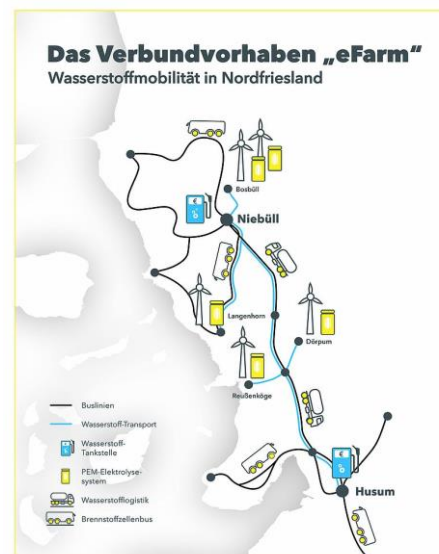 Das Verbundvorhaben „eFarm“
Wasserstoffmobilität in Nordfriesland
Bosbüll
Niebüll
Langenhorn
Dörpum
Reußenköge
Husum
Buslinien
Wasserstoff-Transport
Wasserstoff-
Tankstelle
PEM-Elektrolyse-
system
Wasserstofflogistik
Brennstoffzellenbus